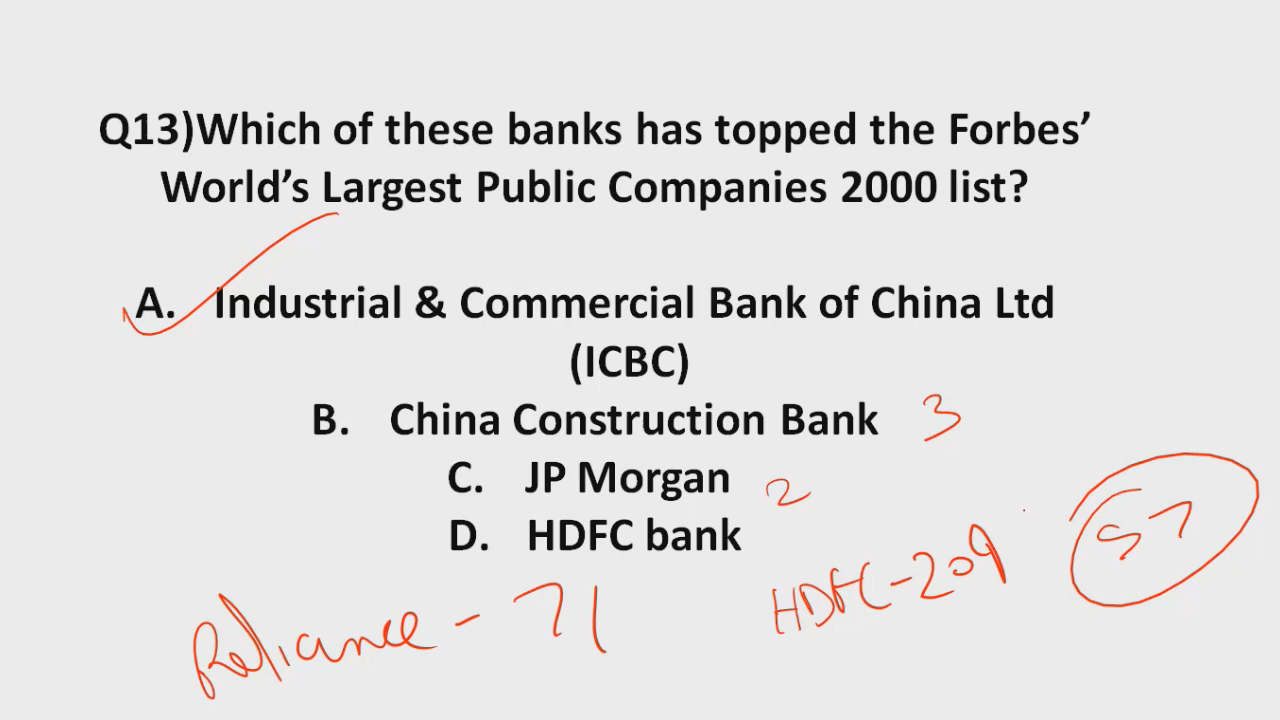 Q13)Which of these banks has topped the Forbes’
World’s Largest Public Companies 2000 list?
A. Industrial & Commercial Bank of China Ltd
(ICBC)
B. China Construction Bank 3
C. JP Morgan 2
D. HDFC bank
57
HDFC-209
Reliance - 71